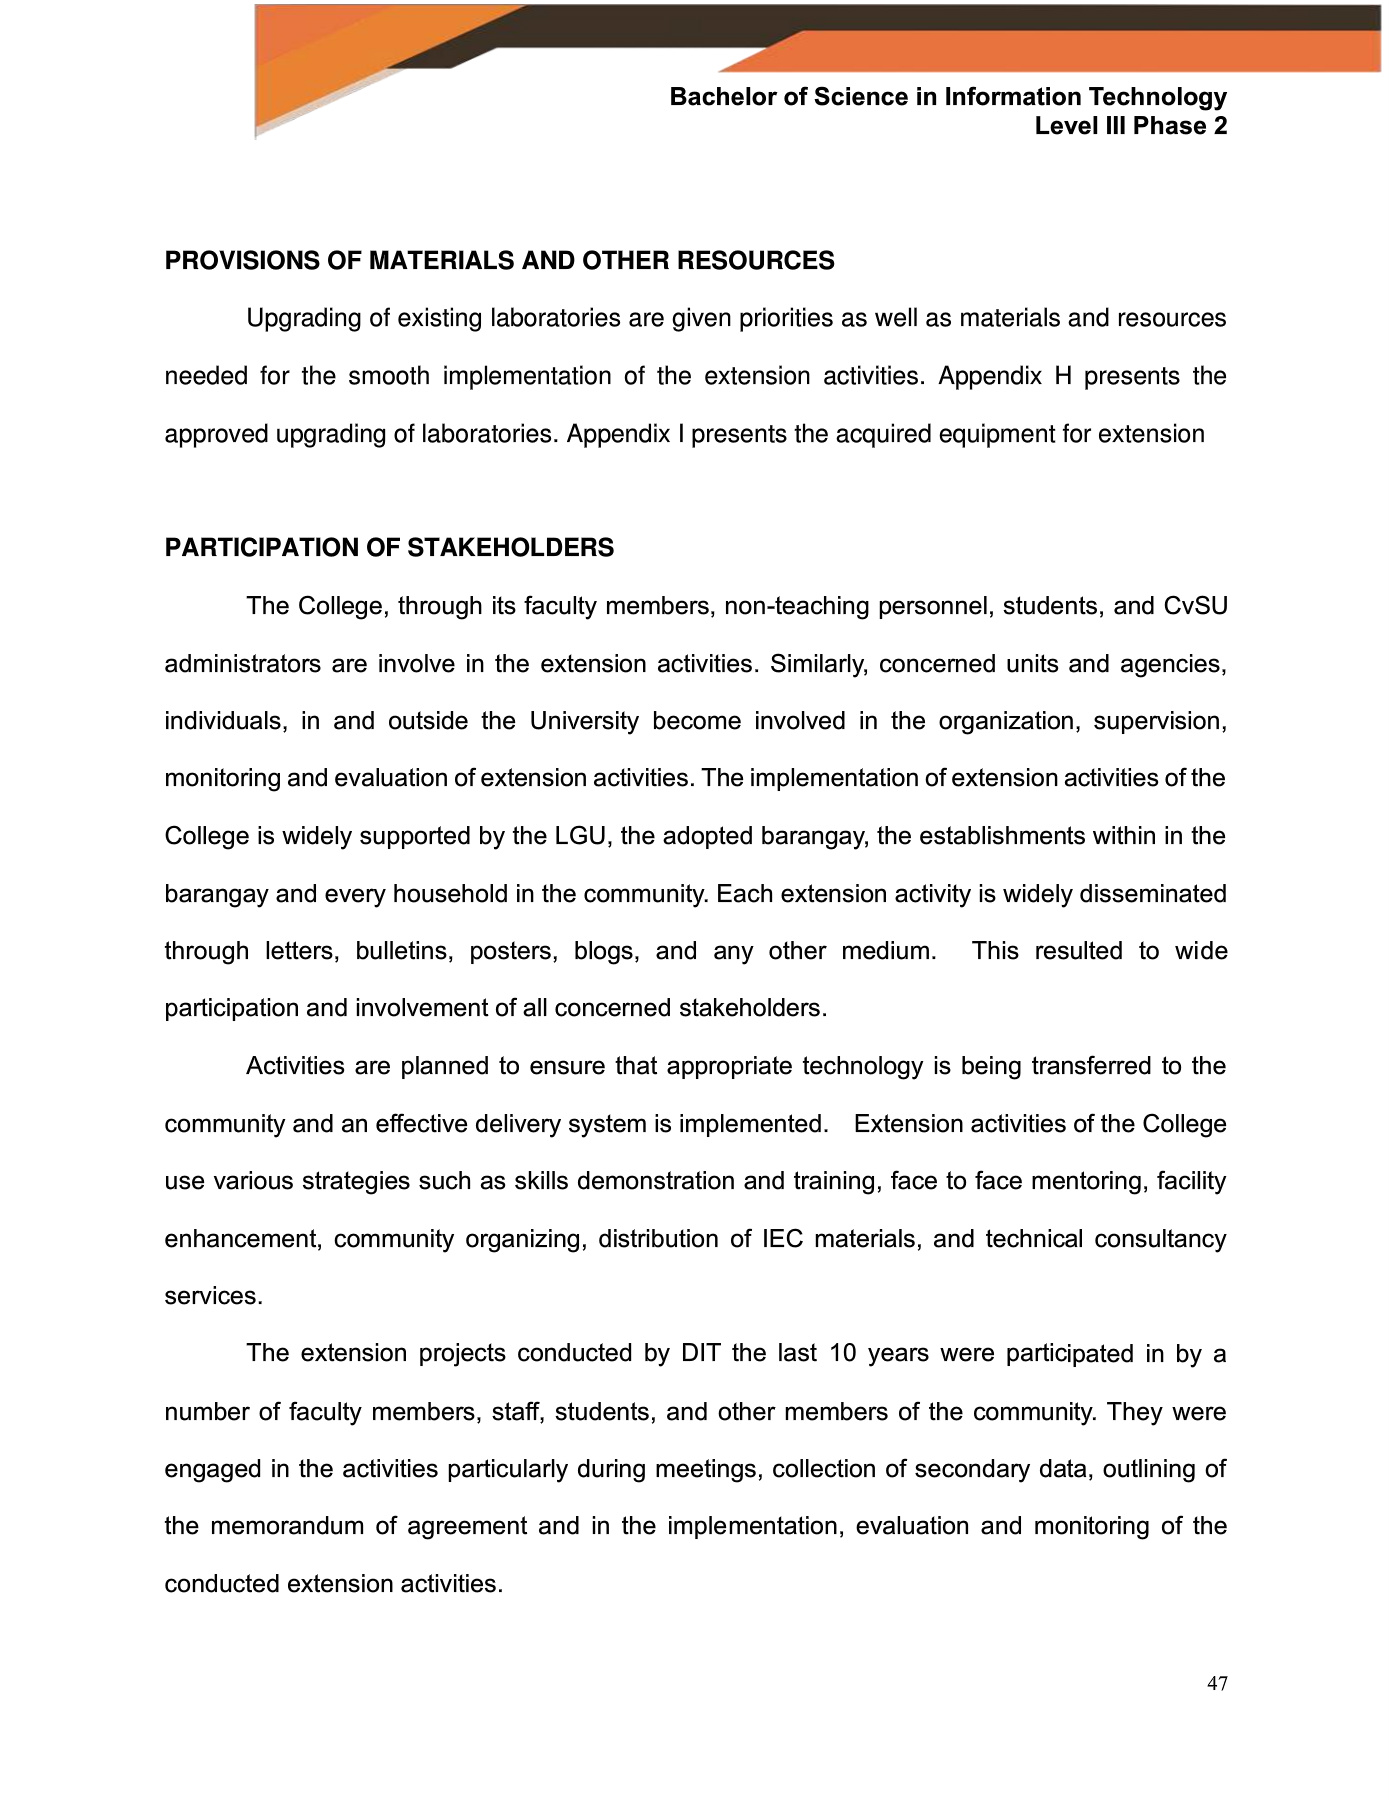 Bachelor of Science in Information Technology
Level III Phase 2
PROVISIONS OF MATERIALS AND OTHER RESOURCES
Upgrading of existing laboratories are given priorities as well as materials and resources
needed for the smooth implementation of the extension activities. Appendix H presents the
approved upgrading of laboratories. Appendix I presents the acquired equipment for extension
PARTICIPATION OF STAKEHOLDERS
The College, through its faculty members, non-teaching personnel, students, and CvSU
administrators are involve in the extension activities. Similarly, concerned units and agencies,
individuals, in and outside the University become involved in the organization, supervision,
monitoring and evaluation of extension activities. The implementation of extension activities of the
College is widely supported by the LGU, the adopted barangay, the establishments within in the
barangay and every household in the community. Each extension activity is widely disseminated
through letters, bulletins, posters, blogs, and any other medium. This resulted to wide
participation and involvement of all concerned stakeholders.
Activities are planned to ensure that appropriate technology is being transferred to the
community and an effective delivery system is implemented. Extension activities of the College
use various strategies such as skills demonstration and training, face to face mentoring, facility
enhancement, community organizing, distribution of IEC materials, and technical consultancy
services.
The extension projects conducted by DIT the last 10 years were participated in by a
number of faculty members, staff, students, and other members of the community. They were
engaged in the activities particularly during meetings, collection of secondary data, outlining of
the memorandum of agreement and in the implementation, evaluation and monitoring of the
conducted extension activities.
47